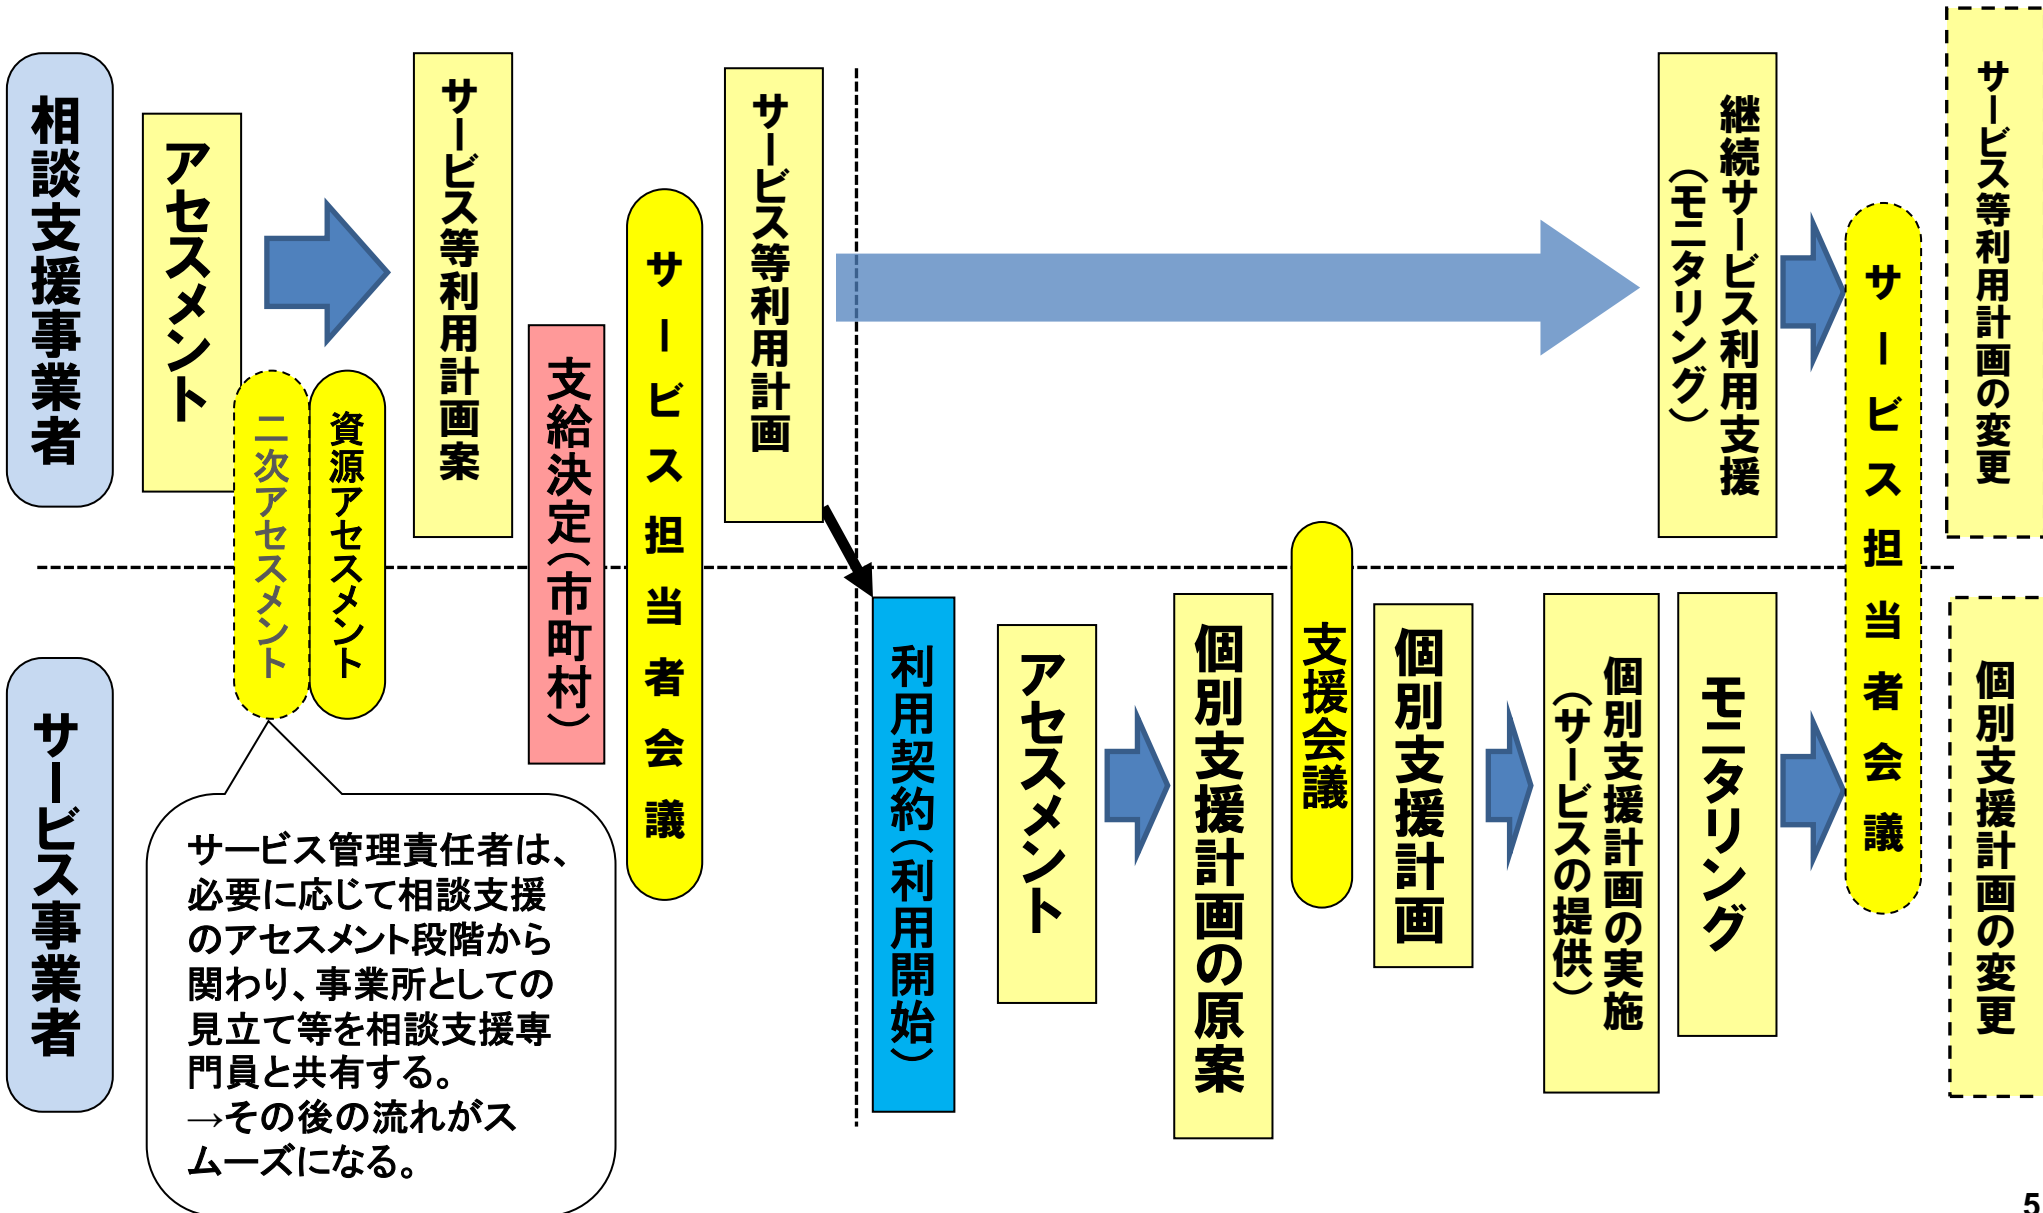 相談支援事業者
アセスメント
二次アセスメント
資源アセスメント
サービス等利用計画案
支給決定（市町村）
サービス担当者会議
サービス等利用計画
継続サービス利用支援
（モニタリング）
サービス担当者会議
サービス等利用計画の変更
サービス事業者
サービス管理責任者は、
必要に応じて相談支援
のアセスメント段階から
関わり、事業所としての
見立て等を相談支援専
門員と共有する。
→その後の流れがス
ムーズになる。
利用契約（利用開始）
アセスメント
個別支援計画の原案
支援会議
個別支援計画
個別支援計画の実施
（サービスの提供）
モニタリング
個別支援計画の変更
5